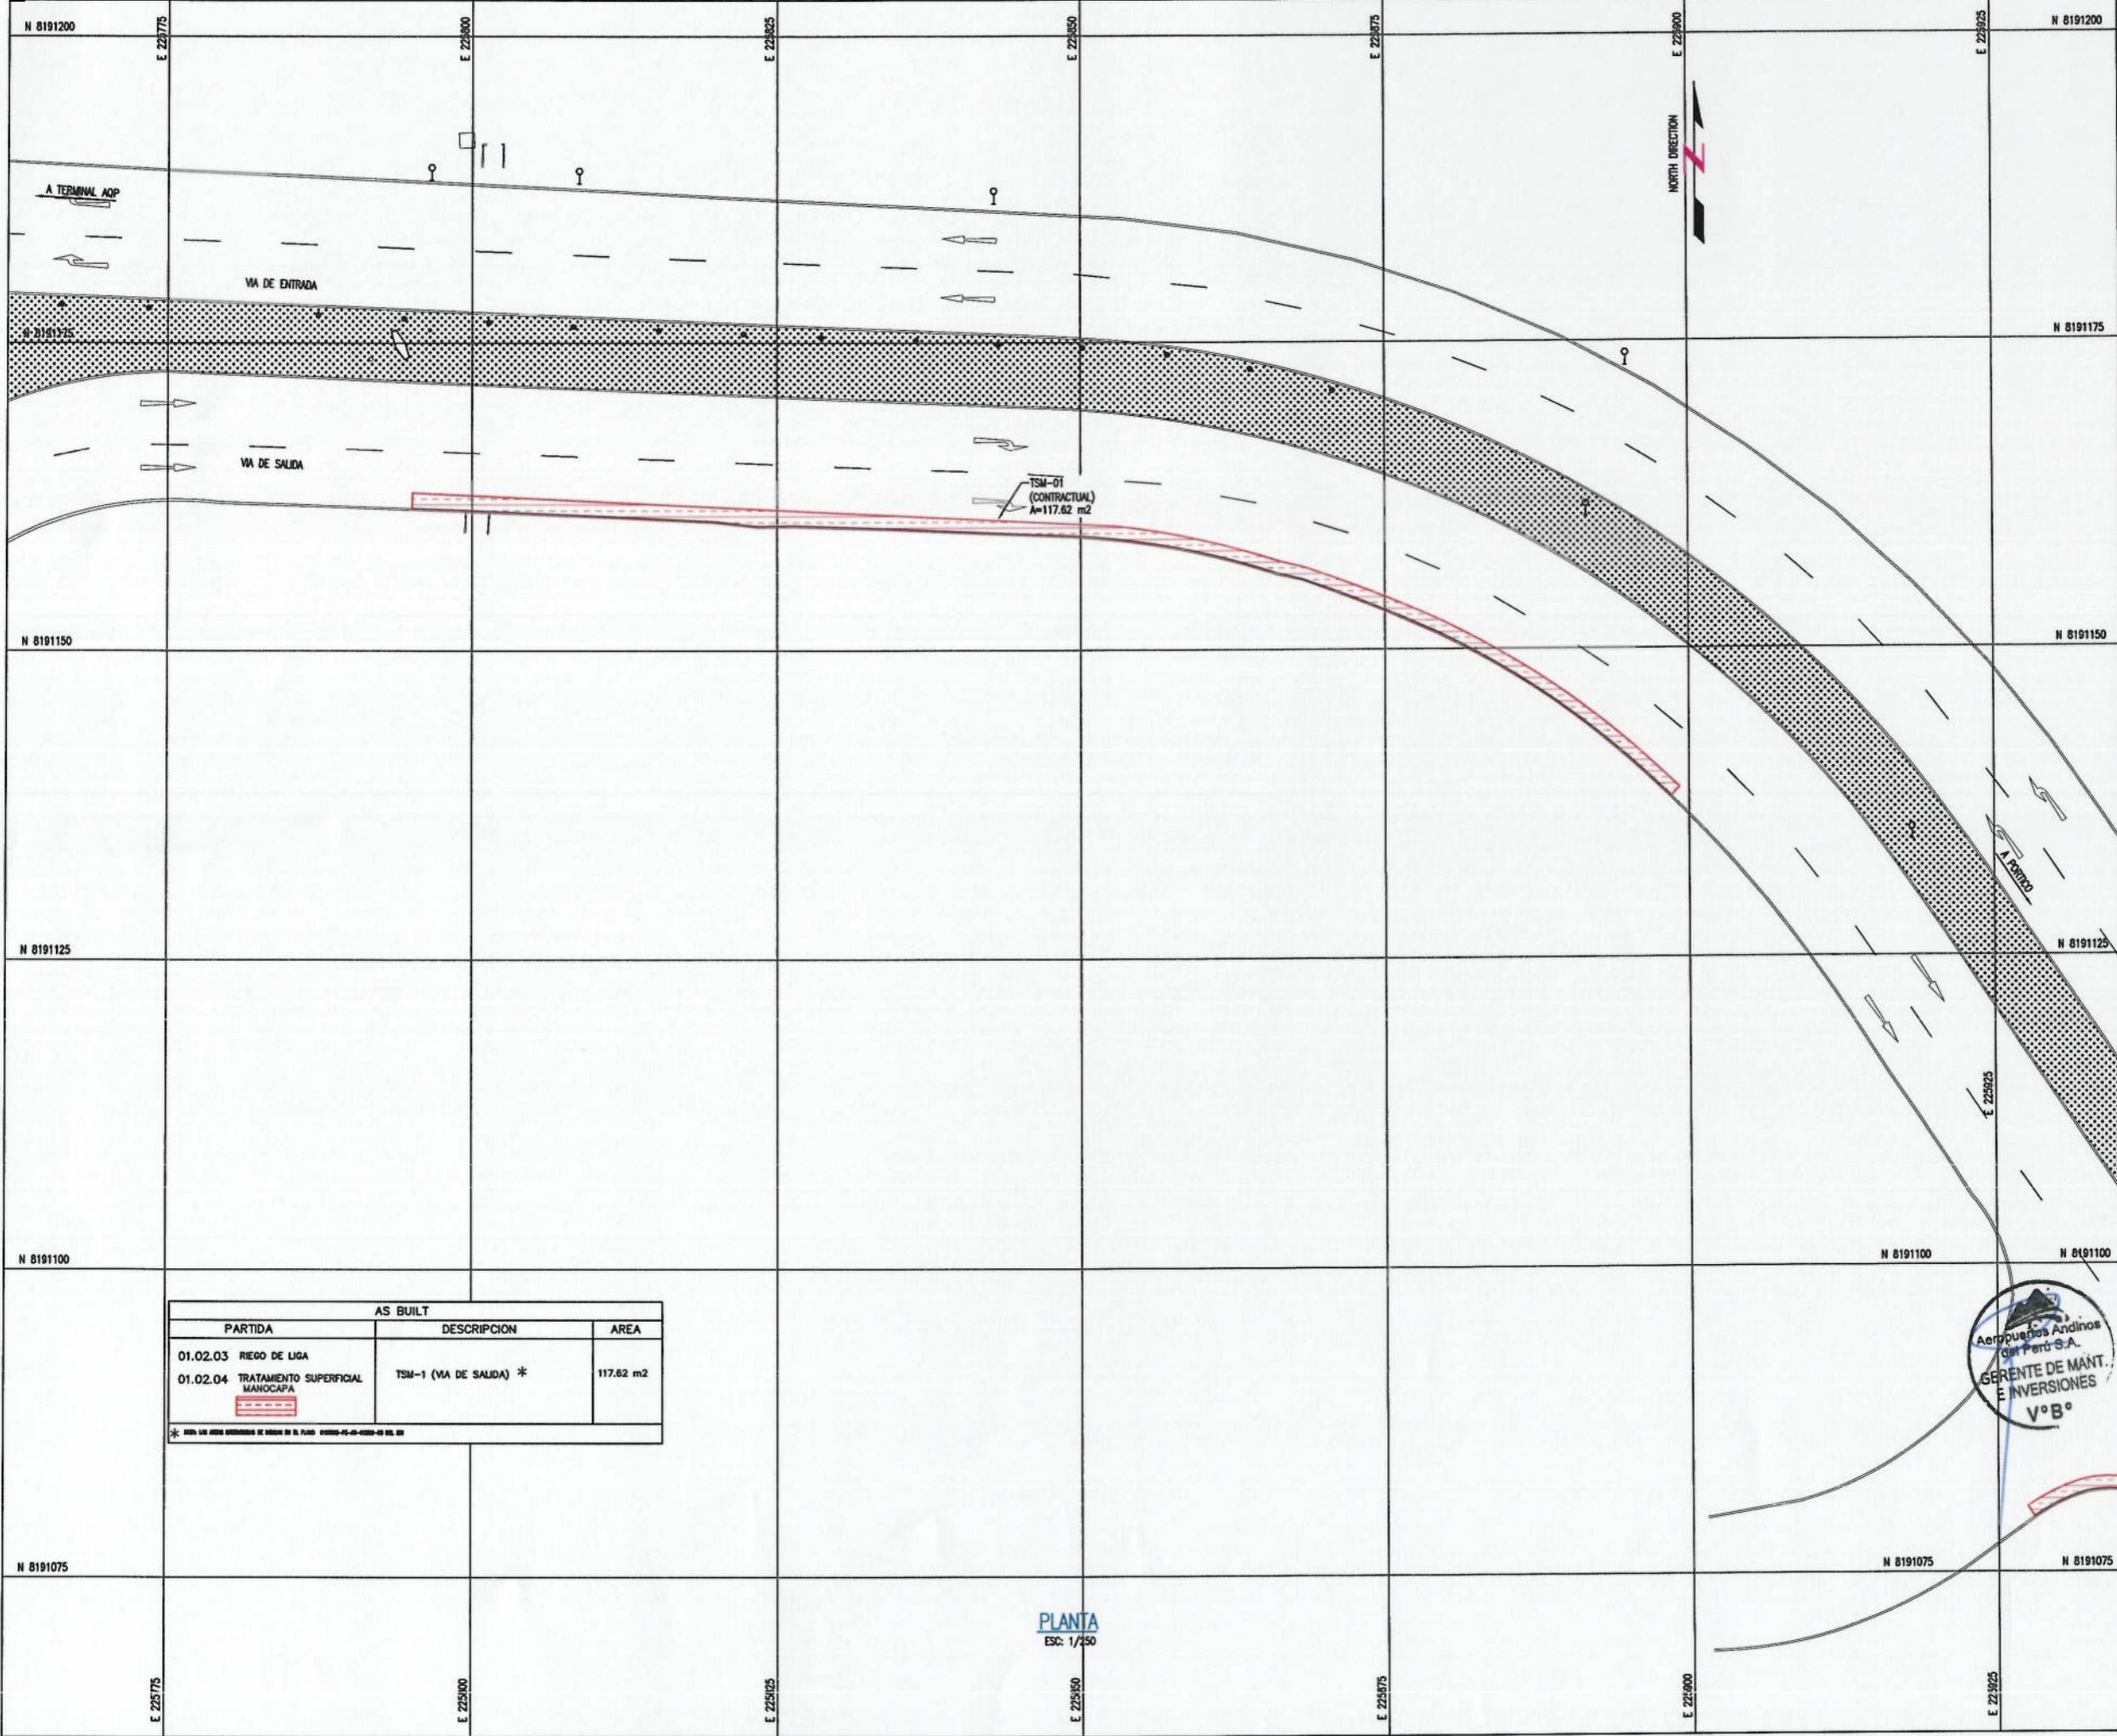 N 8191200
E 225775
E 225800
E 225825
E 225850
E 225875
E 225900
E 225925
N 8191200
NORTH DIRECTION
N
A TERMINAL AQP
VIA DE ENTRADA
N 8191175
N 8191175
VIA DE SALIDA
TSM-01
(CONTRACTUAL)
A=117.62 m2
N 8191150
N 8191150
A PORTICO
N 8191125
N 8191125
E 225925
N 8191100
N 8191100
N 8191100
AS BUILT
PARTIDA DESCRIPCION AREA
01.02.03 RIEGO DE LIGA
01.02.04 TRATAMIENTO SUPERFICIAL
MANOCAPA
TSM-1 (VIA DE SALIDA) *
117.62 m2
*
Aeropuertos Andinos
del Perú S.A.
GERENTE DE MANT.
E INVERSIONES
V°B°
N 8191075
N 8191075
N 8191075
PLANTA
ESC: 1/250
E 225775
E 225800
E 225825
E 225850
E 225875
E 225900
E 225925